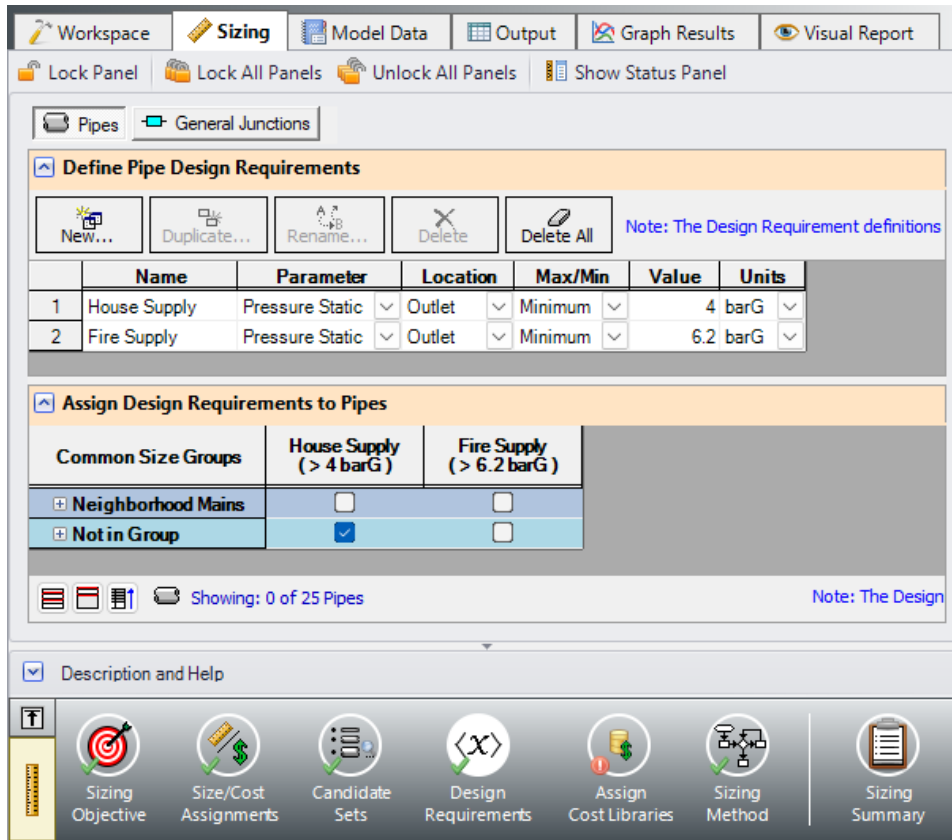 Workspace Sizing Model Data Output Graph Results Visual Report
Lock Panel Lock All Panels Unlock All Panels Show Status Panel
Pipes General Junctions
Define Pipe Design Requirements
New... Duplicate... Rename... Delete Delete All Note: The Design Requirement definitions
Name Parameter Location Max/Min Value Units
1 House Supply Pressure Static Outlet Minimum 4 barG
2 Fire Supply Pressure Static Outlet Minimum 6.2 barG
Assign Design Requirements to Pipes
Common Size Groups House Supply ( > 4 barG ) Fire Supply ( > 6.2 barG )
Neighborhood Mains
Not in Group
Showing: 0 of 25 Pipes Note: The Design
Description and Help
Sizing Objective Size/Cost Assignments Candidate Sets Design Requirements Assign Cost Libraries Sizing Method Sizing Summary